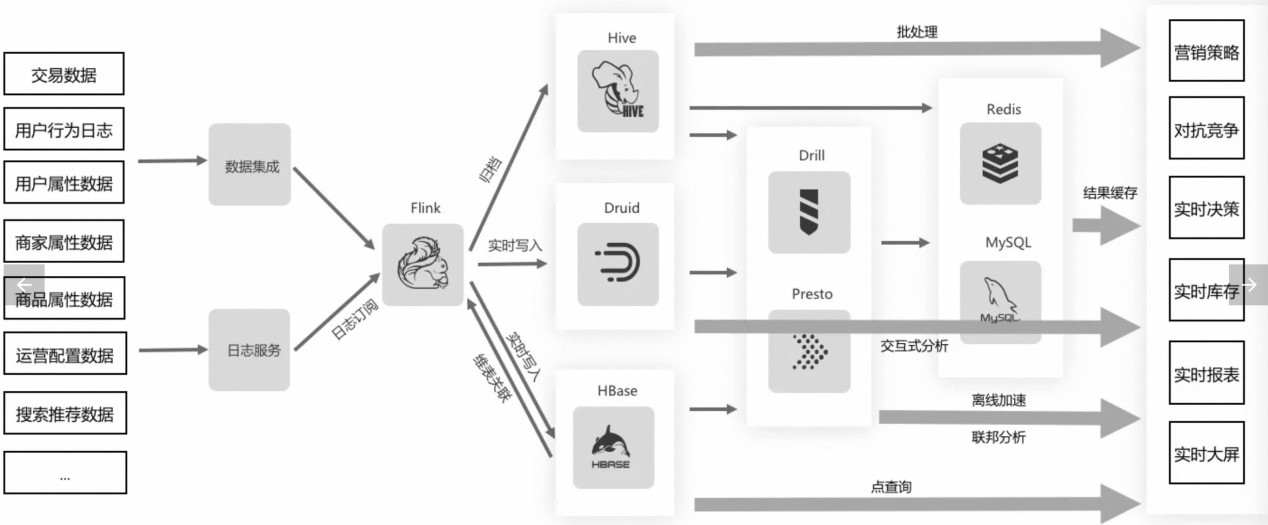 交易数据
用户行为日志
用户属性数据
商家属性数据
商品属性数据
运营配置数据
搜索推荐数据
...
数据集成
日志服务
日志订阅
Flink
归档
实时写入
实时写入
维表关联
Hive
HIVE
Druid
HBase
HBASE
Drill
Presto
Redis
MySQL
MySQL
批处理
结果缓存
交互式分析
离线加速
联邦分析
点查询
营销策略
对抗竞争
实时决策
实时库存
实时报表
实时大屏